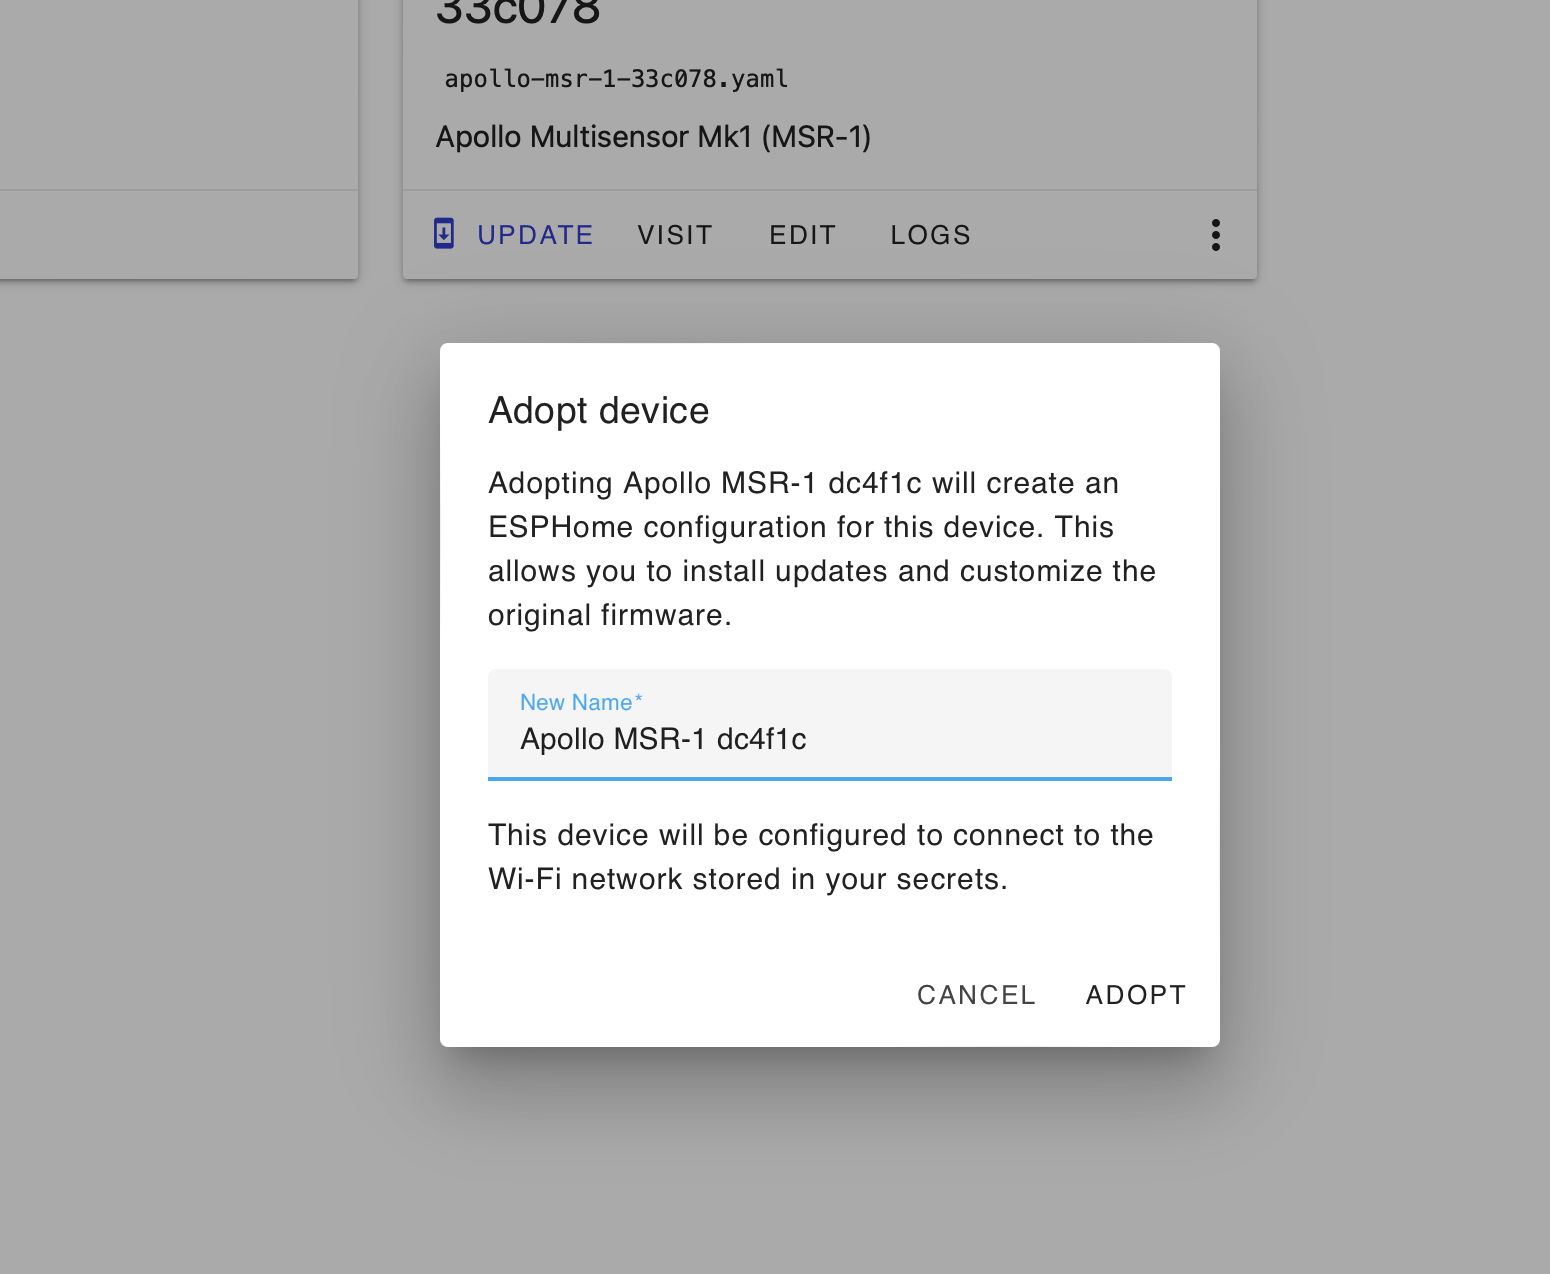 33c078
apollo-msr-1-33c078.yaml
Apollo Multisensor Mk1 (MSR-1)
UPDATE VISIT EDIT LOGS
Adopt device
Adopting Apollo MSR-1 dc4f1c will create an
ESPHome configuration for this device. This
allows you to install updates and customize the
original firmware.
New Name*
Apollo MSR-1 dc4f1c
This device will be configured to connect to the
Wi-Fi network stored in your secrets.
CANCEL ADOPT